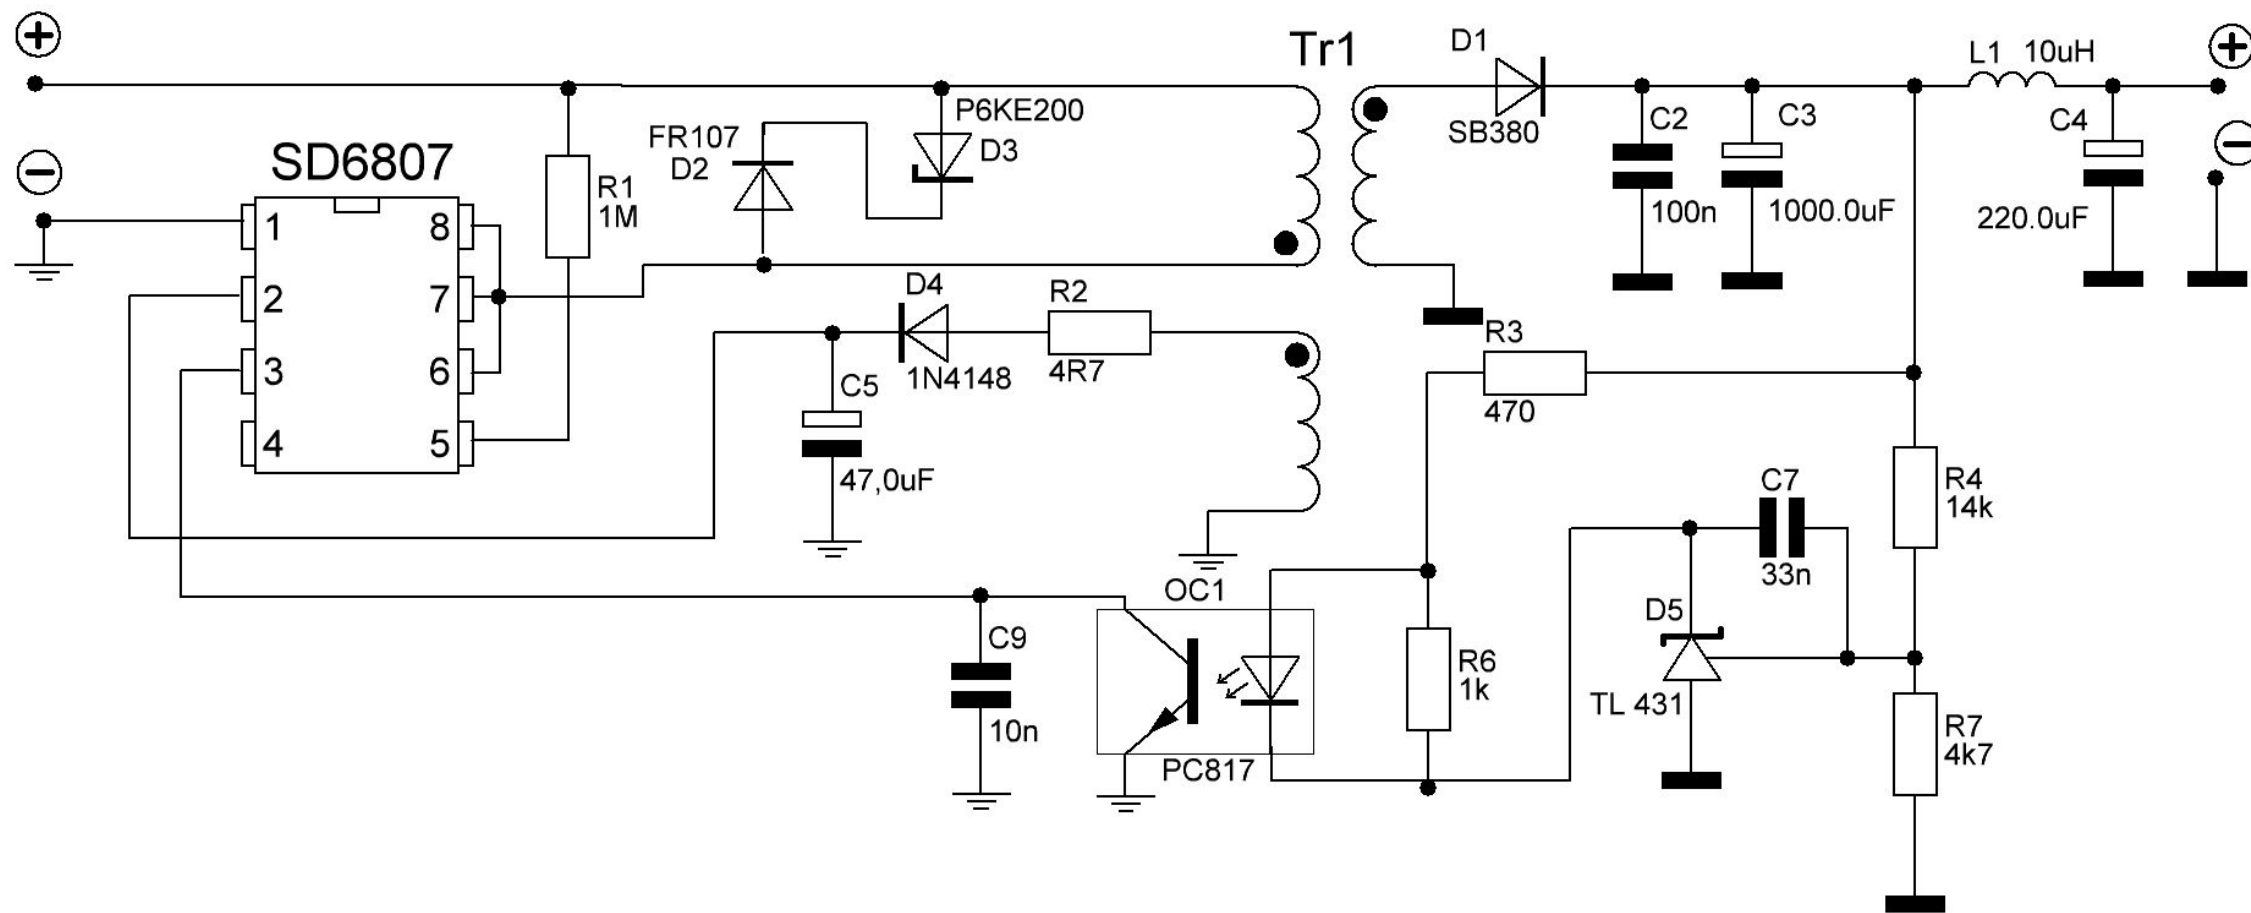 Tr1
D1
SB380
L1 10uH
C2
100n
C3
1000.0uF
C4
220.0uF
SD6807
1
2
3
4
8
7
6
5
R1
1M
FR107
D2
P6KE200
D3
D4
1N4148
R2
4R7
C5
47,0uF
R3
470
R4
14k
C7
33n
D5
TL 431
R6
1k
R7
4k7
OC1
PC817
C9
10n